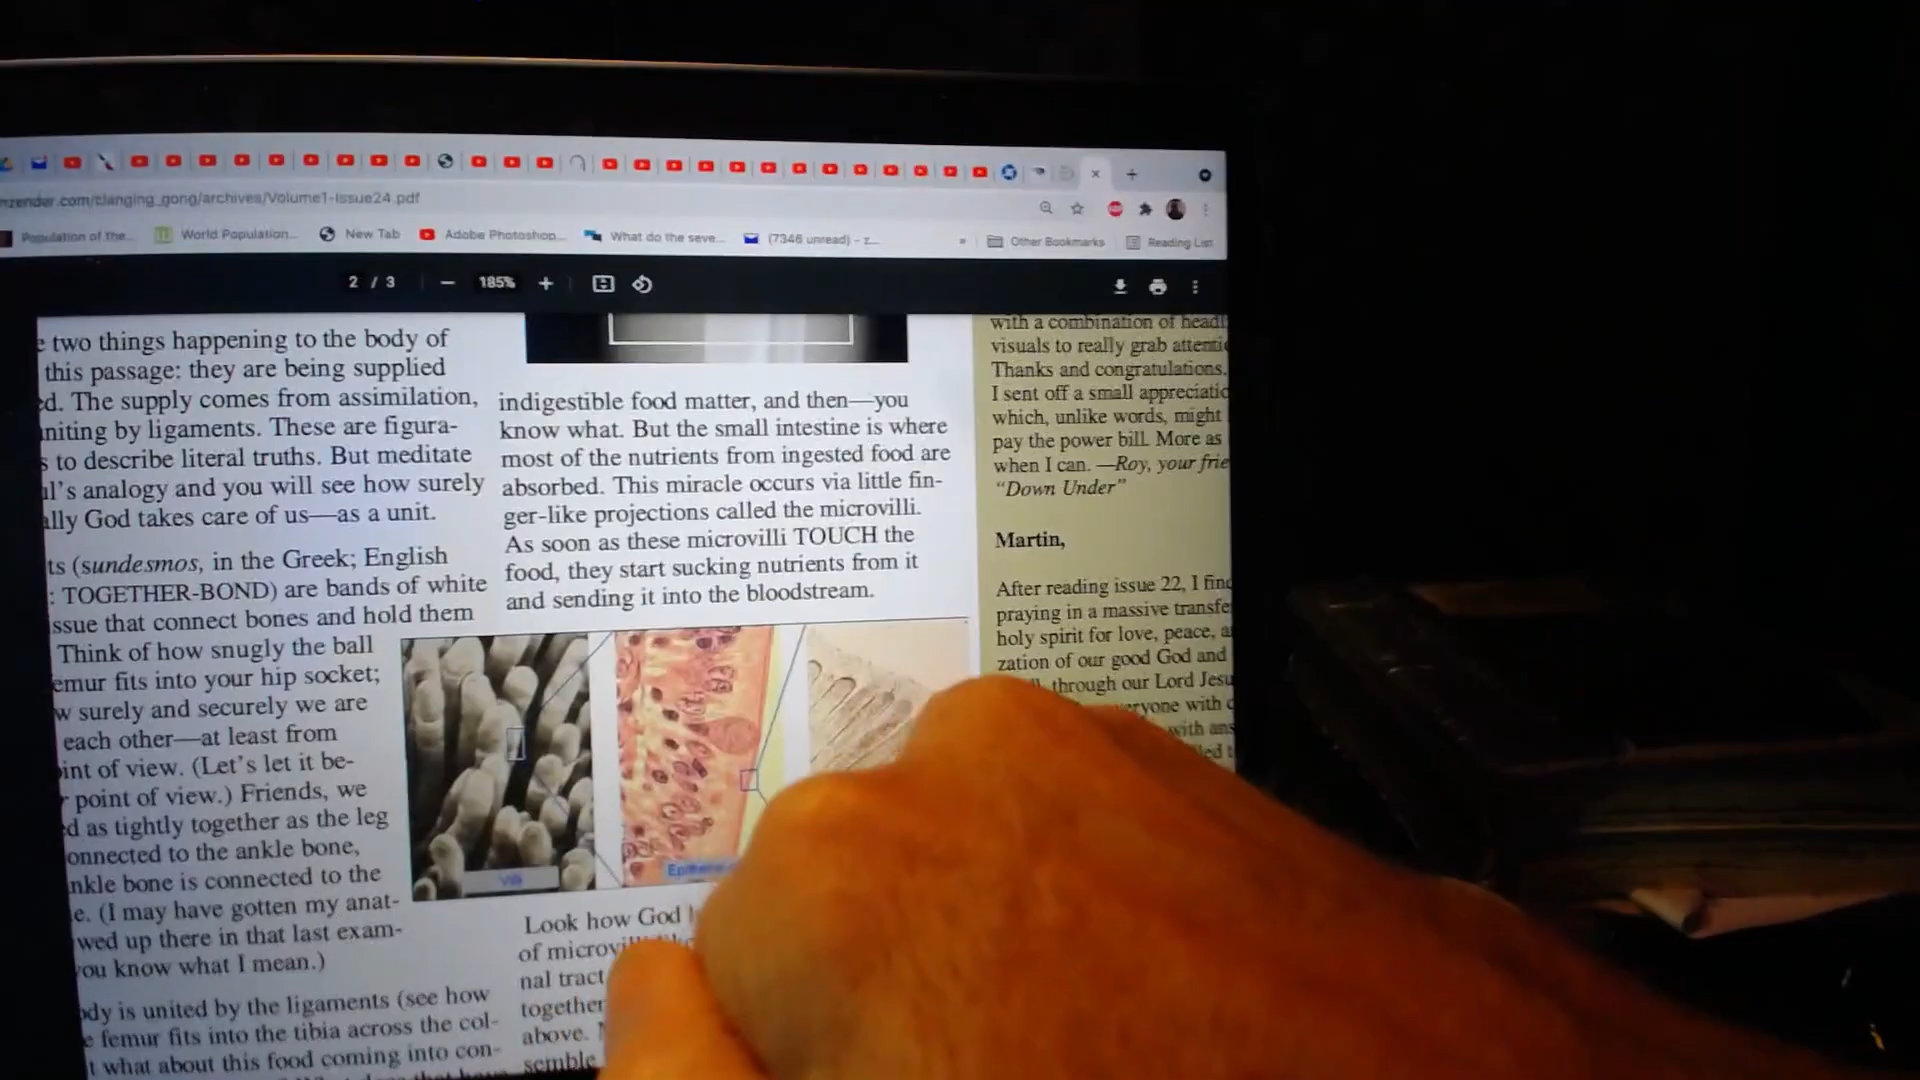 nzender.com/clanging_gong/archives/Volume1-Issue24.pdf
Population of the...
World Population...
New Tab
Adobe Photoshop...
What do the seve...
(7346 unread) - z...
»
Other Bookmarks
Reading List
2 / 3
185%
two things happening to the body of
this passage: they are being supplied
d. The supply comes from assimilation,
niting by ligaments. These are figura-
s to describe literal truths. But meditate
l's analogy and you will see how surely
lly God takes care of us—as a unit.
ts (sundesmos, in the Greek; English
: TOGETHER-BOND) are bands of white
ssue that connect bones and hold them
Think of how snugly the ball
emur fits into your hip socket;
w surely and securely we are
each other—at least from
int of view. (Let's let it be-
point of view.) Friends, we
d as tightly together as the leg
onnected to the ankle bone,
nkle bone is connected to the
e. (I may have gotten my anat-
wed up there in that last exam-
ou know what I mean.)
dy is united by the ligaments (see how
e femur fits into the tibia across the col-
t what about this food coming into con-
indigestible food matter, and then—you
know what. But the small intestine is where
most of the nutrients from ingested food are
absorbed. This miracle occurs via little fin-
ger-like projections called the microvilli.
As soon as these microvilli TOUCH the
food, they start sucking nutrients from it
and sending it into the bloodstream.
Villi
Look how God
of microvilli
nal tract
together
above.
semble
with a combination of headl
visuals to really grab attenti
Thanks and congratulations.
I sent off a small appreciatio
which, unlike words, might
pay the power bill. More as
when I can. —Roy, your frie
"Down Under"
Martin,
After reading issue 22, I find
praying in a massive transfe
holy spirit for love, peace, a
zation of our good God and
through our Lord Jesu
eryone with
with ans